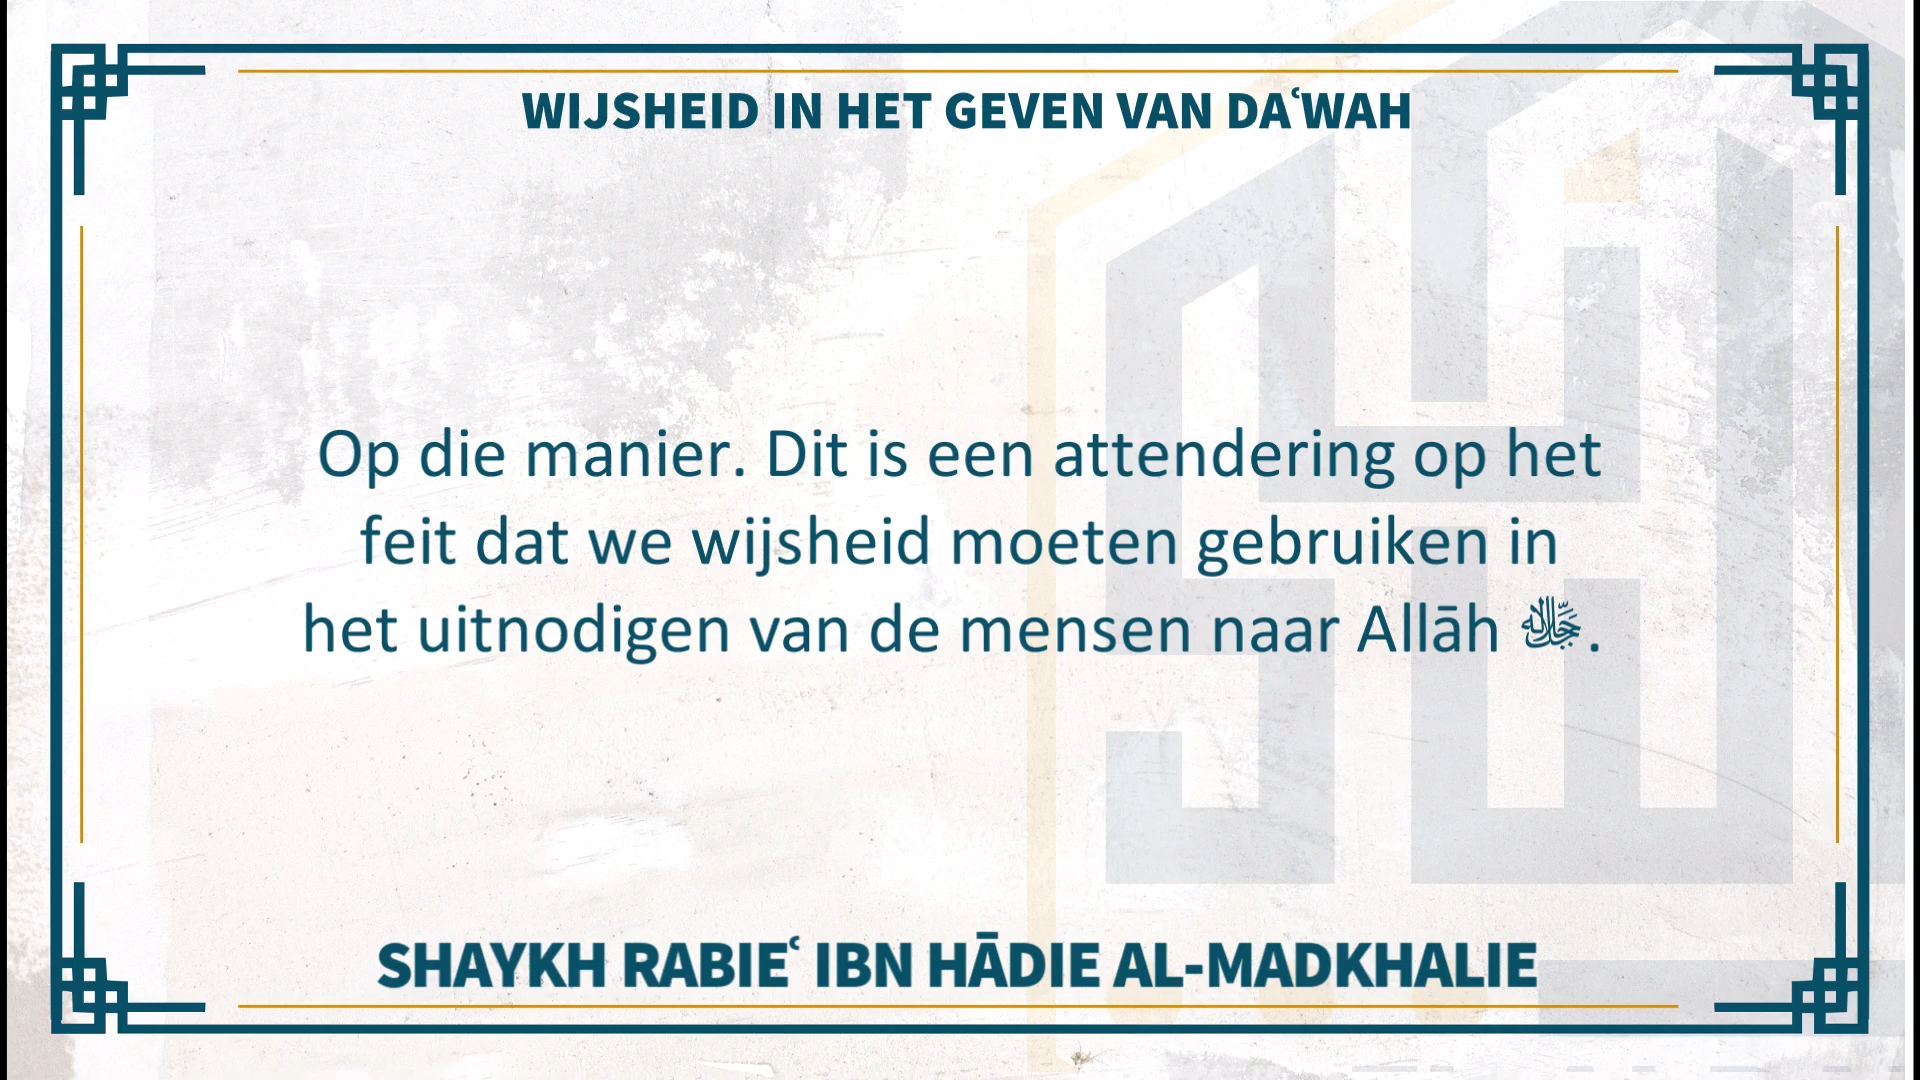 WIJSHEID IN HET GEVEN VAN DAʿWAH
Op die manier. Dit is een attendering op het
feit dat we wijsheid moeten gebruiken in
het uitnodigen van de mensen naar Allāh ﷻ.
SHAYKH RABIEʿ IBN HĀDIE AL-MADKHALIE